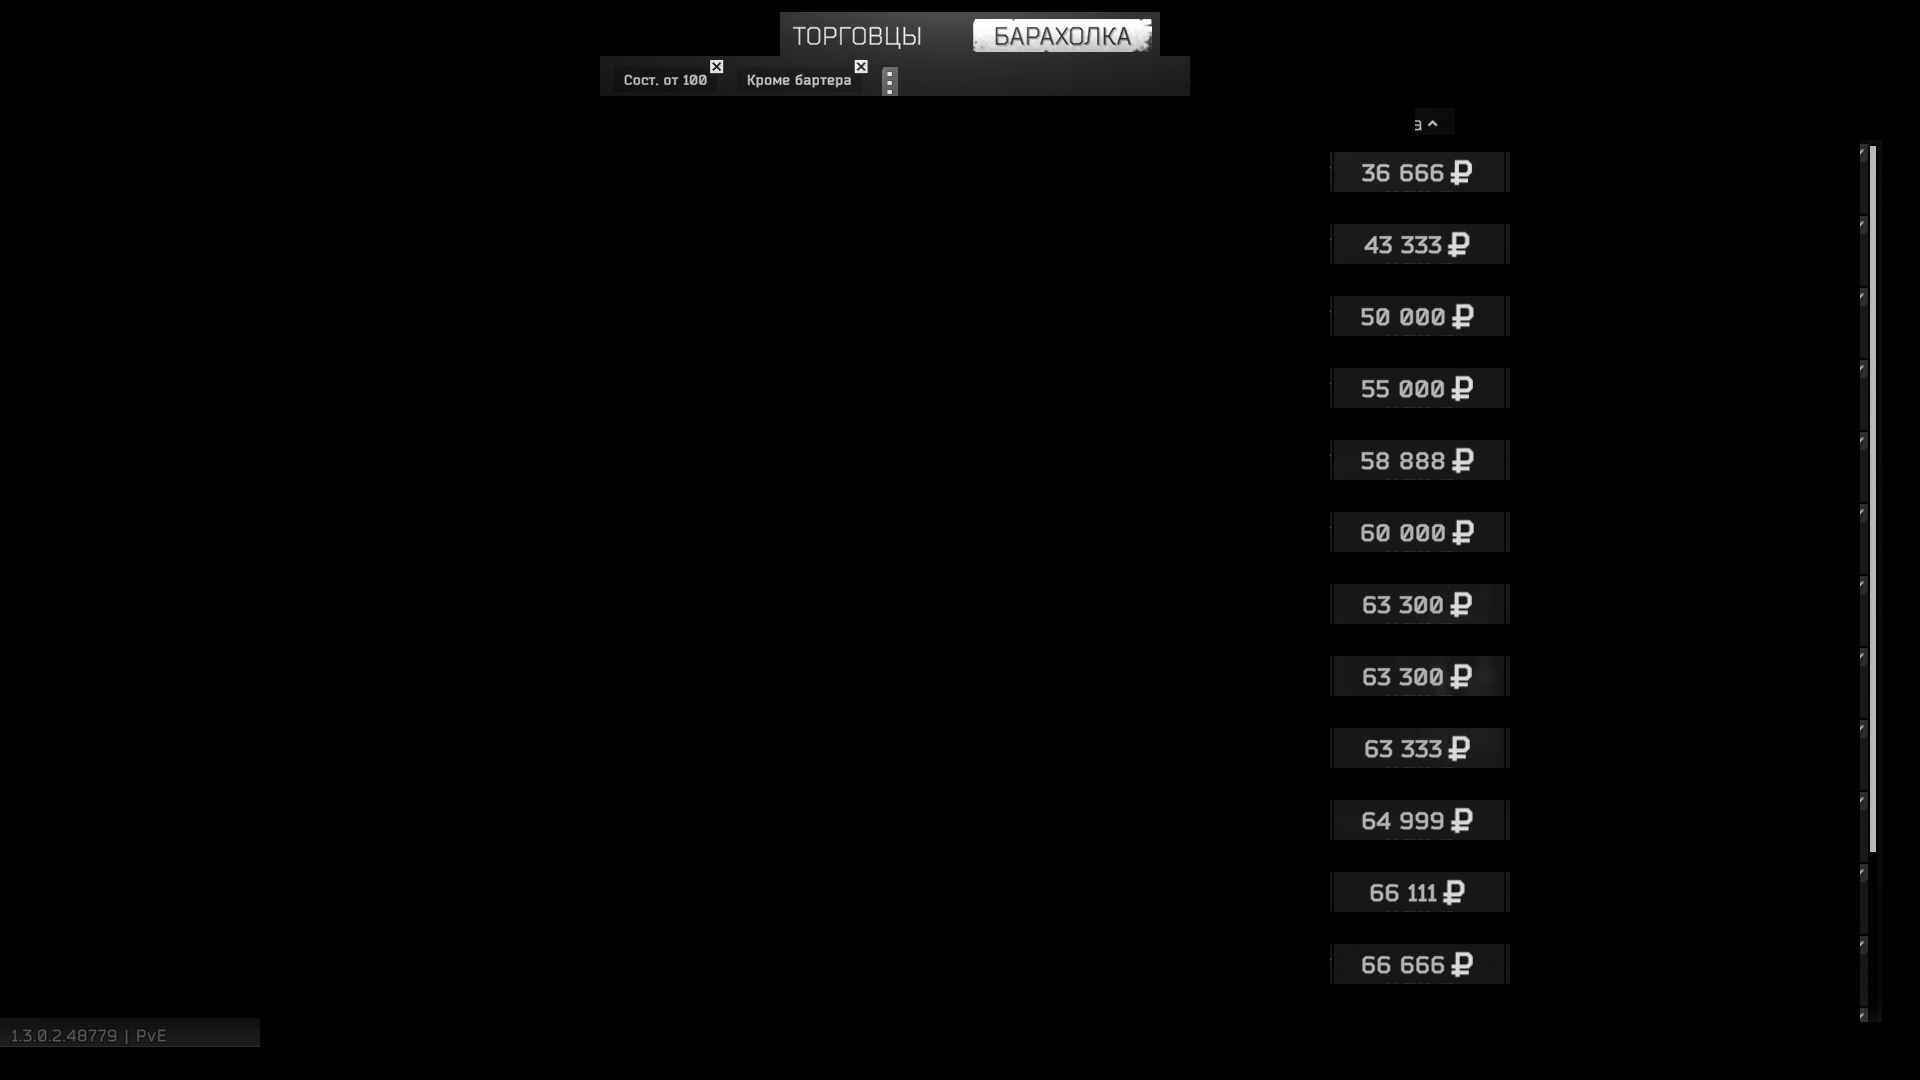 ТОРГОВЦЫ БАРАХОЛКА
Сост. от 100 Кроме бартера
а
36 666 ₽
43 333 ₽
50 000 ₽
55 000 ₽
58 888 ₽
60 000 ₽
63 300 ₽
63 300 ₽
63 333 ₽
64 999 ₽
66 111 ₽
66 666 ₽
1.3.0.2.48779 | PvE